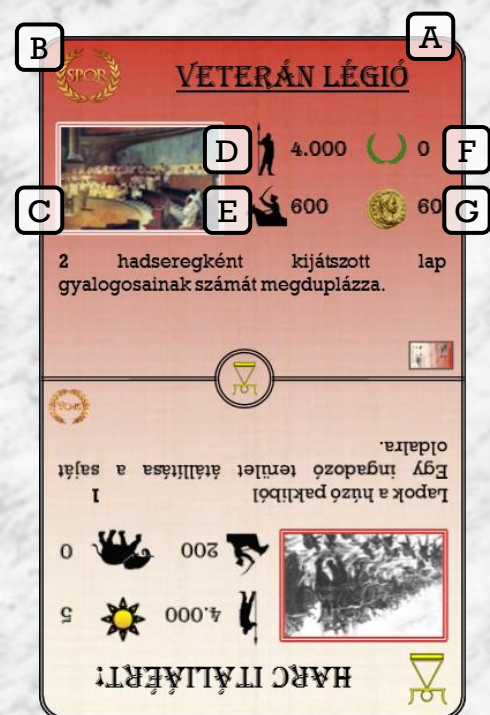 A
B
SPQR
VETERÁN LÉGIÓ
D
4.000
0
F
C
E
600
60
G
2 hadseregként kijátszott lap
gyalogosainak számát megduplázza.
HARC ITÁLIÁÉRT!
4.000
5
200
0
Lapok a húzó pakliból 1
Egy ingadozó terület átállítása a saját
oldalra.